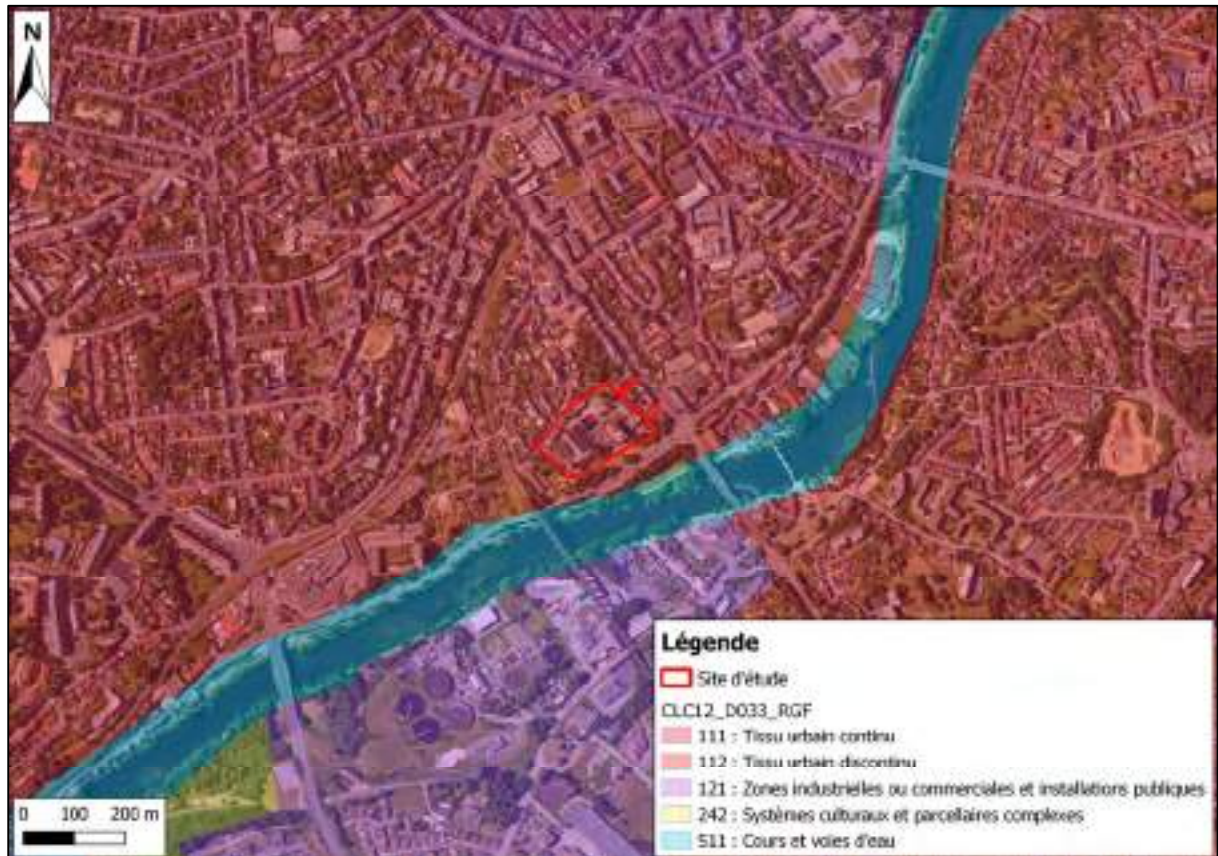 N
Légende
Site d'étude
CLC12_D033_RGF
111 : Tissu urbain continu
112 : Tissu urbain discontinu
121 : Zones industrielles ou commerciales et installations publiques
242 : Systèmes culturaux et parcellaires complexes
511 : Cours et voies d'eau
0 100 200 m